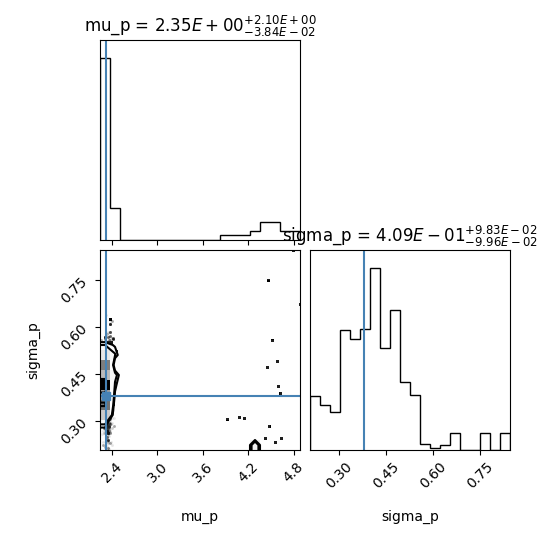 mu_p = 2.35E+00+2.10E+00−3.84E−02
sigma_p = 4.09E−01+9.83E−02−9.96E−02
0.75
0.60
0.45
0.30
sigma_p
2.4 3.0 3.6 4.2 4.8
0.30 0.45 0.60 0.75
mu_p
sigma_p